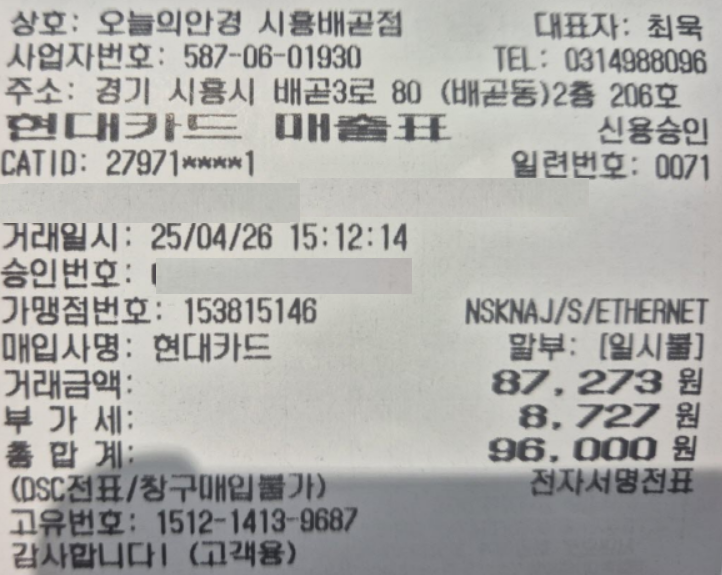 상호: 오늘의안경 시흥배곧점 대표자: 최욱
사업자번호: 587-06-01930 TEL: 0314988096
주소: 경기 시흥시 배곧3로 80 (배곧동)2층 206호
현대카드 매출표 신용승인
CATID: 27971****1 일련번호: 0071
거래일시: 25/04/26 15:12:14
승인번호:
가맹점번호: 153815146 NSKNAJ/S/ETHERNET
매입사명: 현대카드 할부: [일시불]
거래금액: 87,273 원
부 가 세: 8,727 원
총 합 계: 96,000 원
(DSC전표/창구매입불가) 전자서명전표
고유번호: 1512-1413-9687
감사합니다! (고객용)